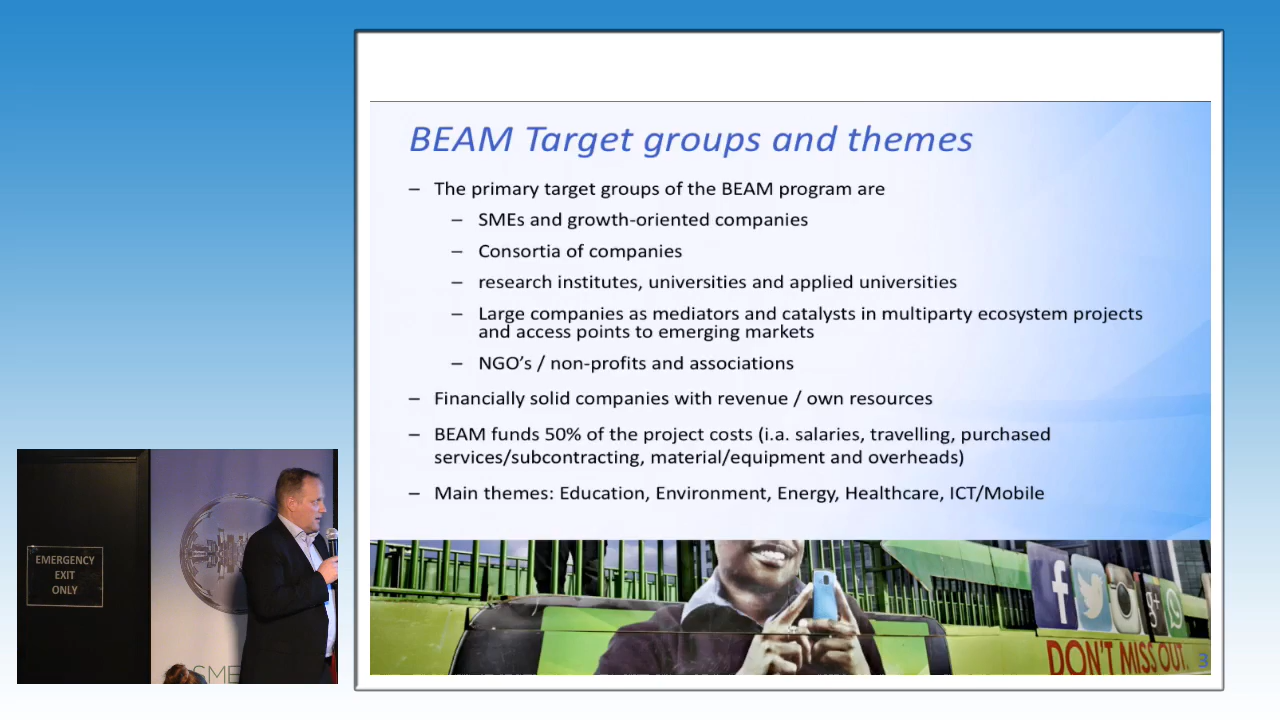 BEAM Target groups and themes
– The primary target groups of the BEAM program are
– SMEs and growth-oriented companies
– Consortia of companies
– research institutes, universities and applied universities
– Large companies as mediators and catalysts in multiparty ecosystem projects
and access points to emerging markets
– NGO's / non-profits and associations
– Financially solid companies with revenue / own resources
– BEAM funds 50% of the project costs (i.a. salaries, travelling, purchased
services/subcontracting, material/equipment and overheads)
– Main themes: Education, Environment, Energy, Healthcare, ICT/Mobile
f
g+
DON'T MISS OUT.
3
EMERGENCY
EXIT
ONLY
SME